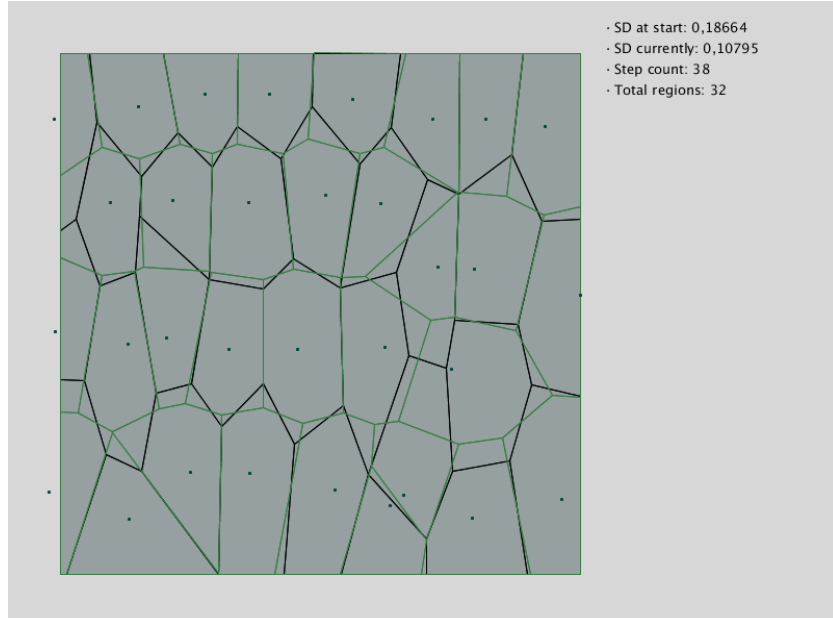 · SD at start: 0,18664
· SD currently: 0,10795
· Step count: 38
· Total regions: 32